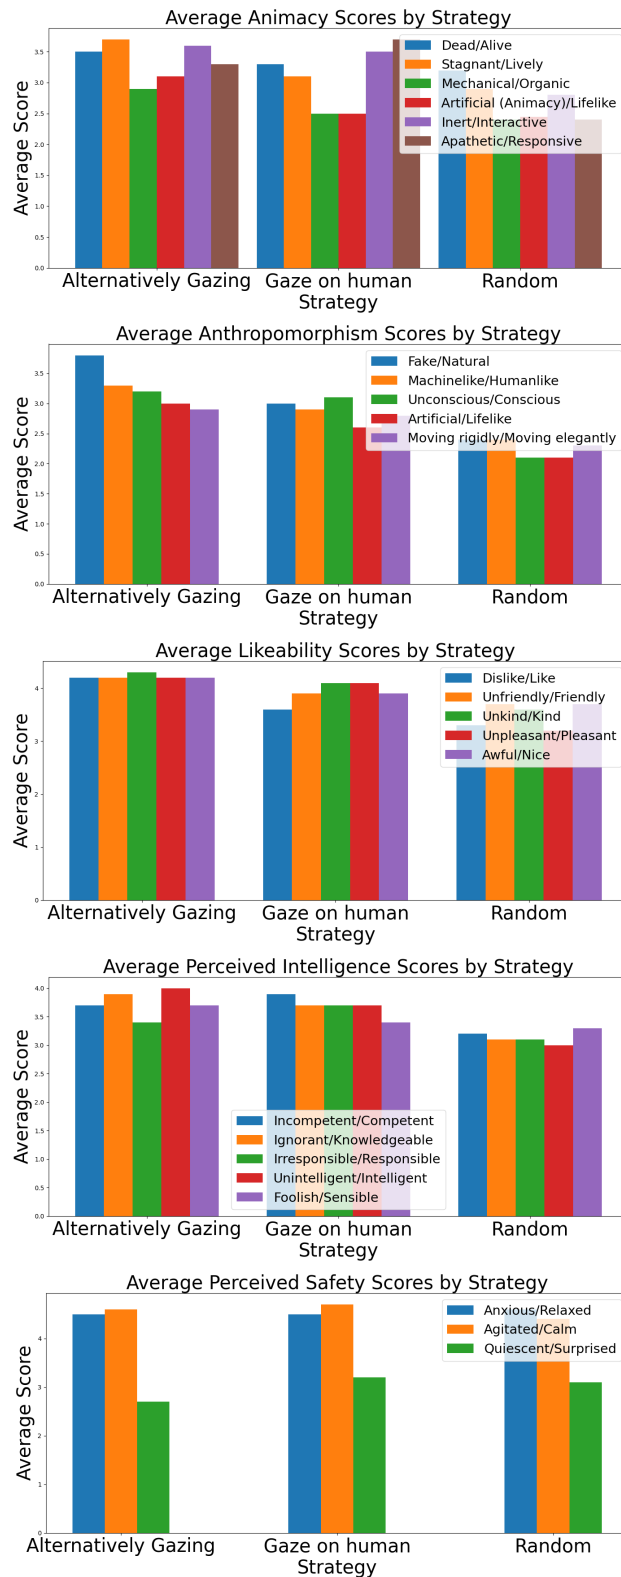 Average Animacy Scores by Strategy
Average Score
3.5
3.0
2.5
2.0
1.5
1.0
0.5
0.0
Dead/Alive
Stagnant/Lively
Mechanical/Organic
Artificial (Animacy)/Lifelike
Inert/Interactive
Apathetic/Responsive
Alternatively Gazing
Gaze on human
Random
Strategy
Average Anthropomorphism Scores by Strategy
Average Score
3.5
3.0
2.5
2.0
1.5
1.0
0.5
0.0
Fake/Natural
Machinelike/Humanlike
Unconscious/Conscious
Artificial/Lifelike
Moving rigidly/Moving elegantly
Alternatively Gazing
Gaze on human
Random
Strategy
Average Likeability Scores by Strategy
Average Score
4
3
2
1
0
Dislike/Like
Unfriendly/Friendly
Unkind/Kind
Unpleasant/Pleasant
Awful/Nice
Alternatively Gazing
Gaze on human
Random
Strategy
Average Perceived Intelligence Scores by Strategy
Average Score
4.0
3.5
3.0
2.5
2.0
1.5
1.0
0.5
0.0
Incompetent/Competent
Ignorant/Knowledgeable
Irresponsible/Responsible
Unintelligent/Intelligent
Foolish/Sensible
Alternatively Gazing
Gaze on human
Random
Strategy
Average Perceived Safety Scores by Strategy
Average Score
4
3
2
1
0
Anxious/Relaxed
Agitated/Calm
Quiescent/Surprised
Alternatively Gazing
Gaze on human
Random
Strategy